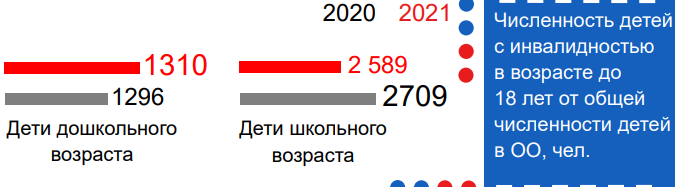 2020 2021
1310
1296
Дети дошкольного
возраста
2 589
2709
Дети школьного
возраста
Численность детей
с инвалидностью
в возрасте до
18 лет от общей
численности детей
в ОО, чел.